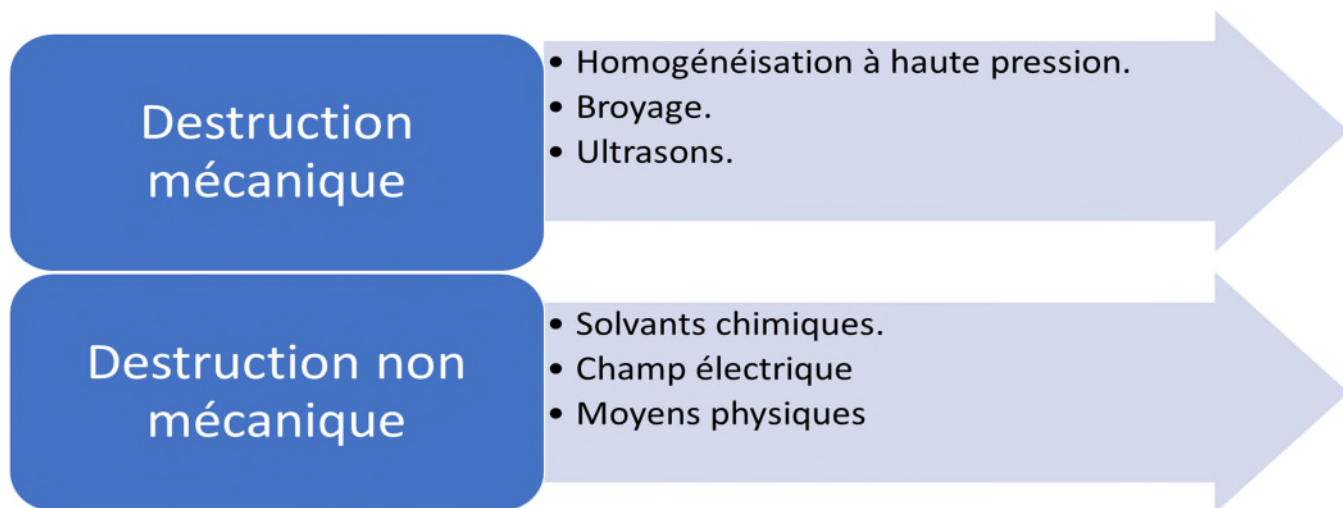 Destruction
mécanique
• Homogénéisation à haute pression.
• Broyage.
• Ultrasons.
Destruction non
mécanique
• Solvants chimiques.
• Champ électrique
• Moyens physiques